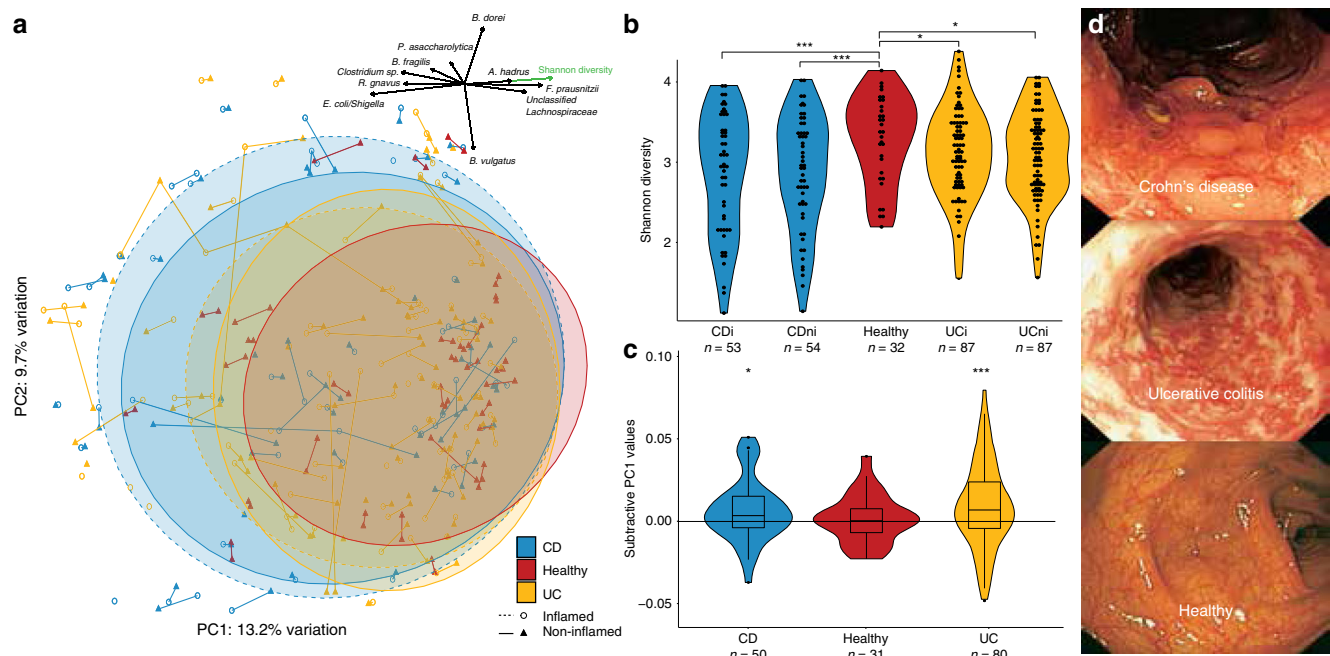 a
B. dorei
P. asaccharolytica
B. fragilis
Clostridium sp.
A. hadrus
Shannon diversity
R. gnavus
F. prausnitzii
E. coli/Shigella
Unclassified
Lachnospiraceae
B. vulgatus
PC2: 9.7% variation
PC1: 13.2% variation
CD
Healthy
UC
Inflamed
Non-inflamed
b
*
*
***
***
Shannon diversity
4
3
2
CDi
CDni
Healthy
UCi
UCni
n = 53
n = 54
n = 32
n = 87
n = 87
c
0.10
*
***
0.05
Subtractive PC1 values
0.00
−0.05
CD
Healthy
UC
n = 50
n = 31
n = 80
d
Crohn's disease
Ulcerative colitis
Healthy